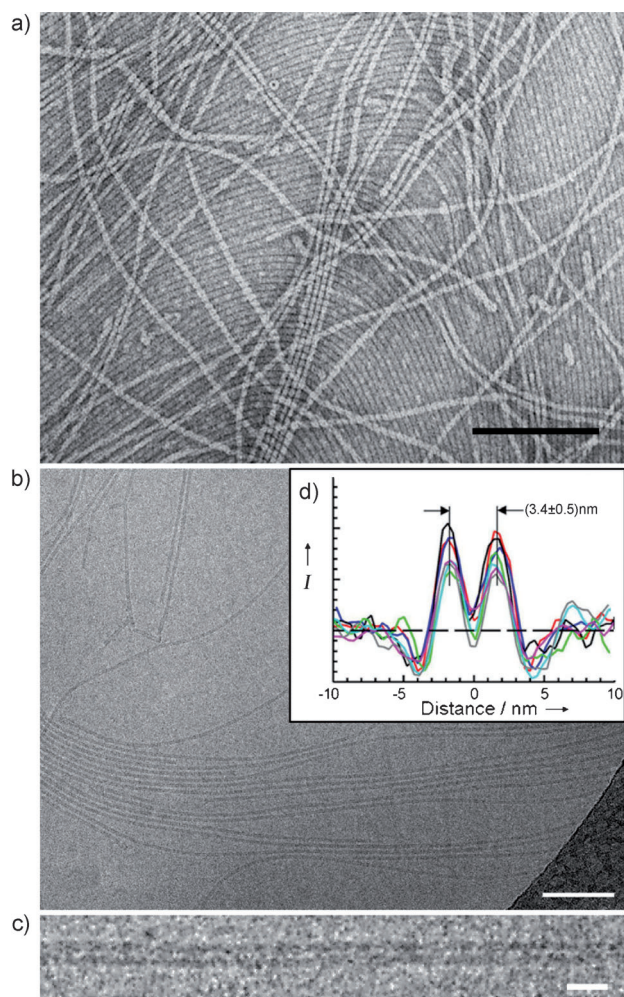 a)
b)
d)
(3.4±0.5)nm
→
I
-10 -5 0 5 10
Distance / nm →
c)